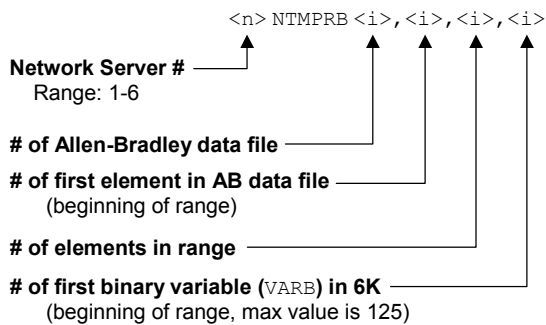 <n> NTMPRB <i>,<i>,<i>,<i>
Network Server #
Range: 1-6
# of Allen-Bradley data file
# of first element in AB data file
(beginning of range)
# of elements in range
# of first binary variable (VARB) in 6K
(beginning of range, max value is 125)